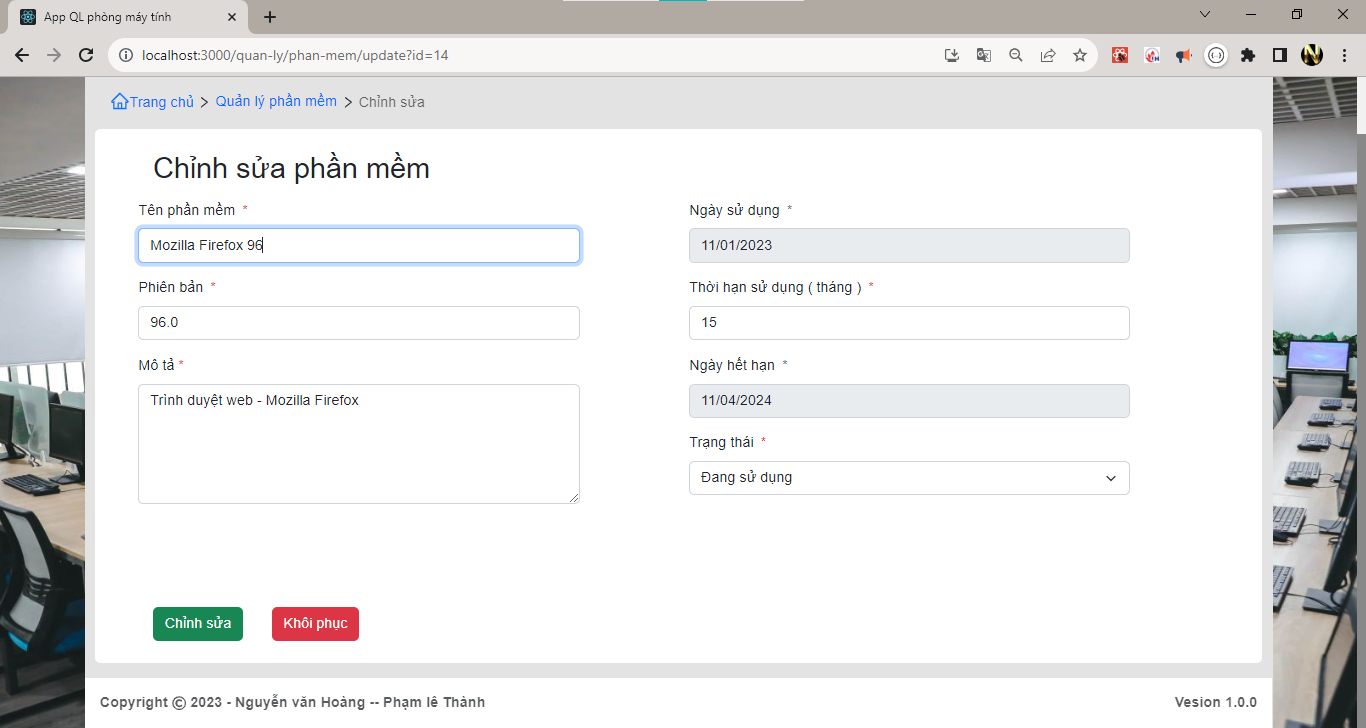 App QL phòng máy tính
localhost:3000/quan-ly/phan-mem/update?id=14
Trang chủ > Quản lý phần mềm > Chỉnh sửa
Chỉnh sửa phần mềm
Tên phần mềm *
Mozilla Firefox 96
Phiên bản *
96.0
Mô tả *
Trình duyệt web - Mozilla Firefox
Ngày sử dụng *
11/01/2023
Thời hạn sử dụng ( tháng ) *
15
Ngày hết hạn *
11/04/2024
Trạng thái *
Đang sử dụng
Chỉnh sửa
Khôi phục
Copyright © 2023 - Nguyễn văn Hoàng -- Phạm lê Thành
Vesion 1.0.0